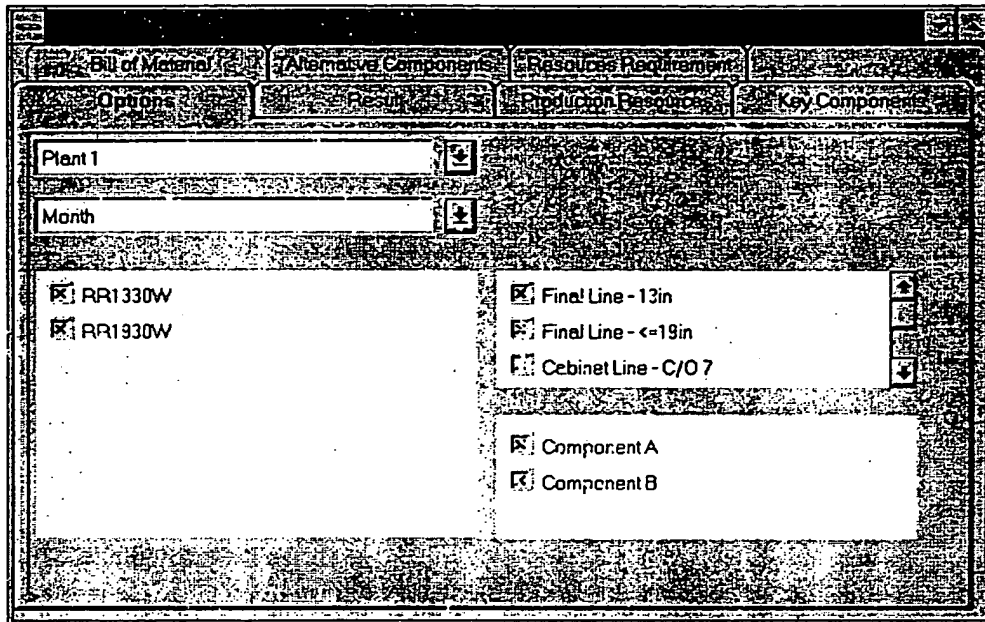 Bill of Material Alternative Components Resources Requirement
Options Result Production Resources Key Components
Plant 1
Month
RR1330W
RR1930W
Final Line - 13in
Final Line - <=19in
Cabinet Line - C/O 7
Component A
Component B